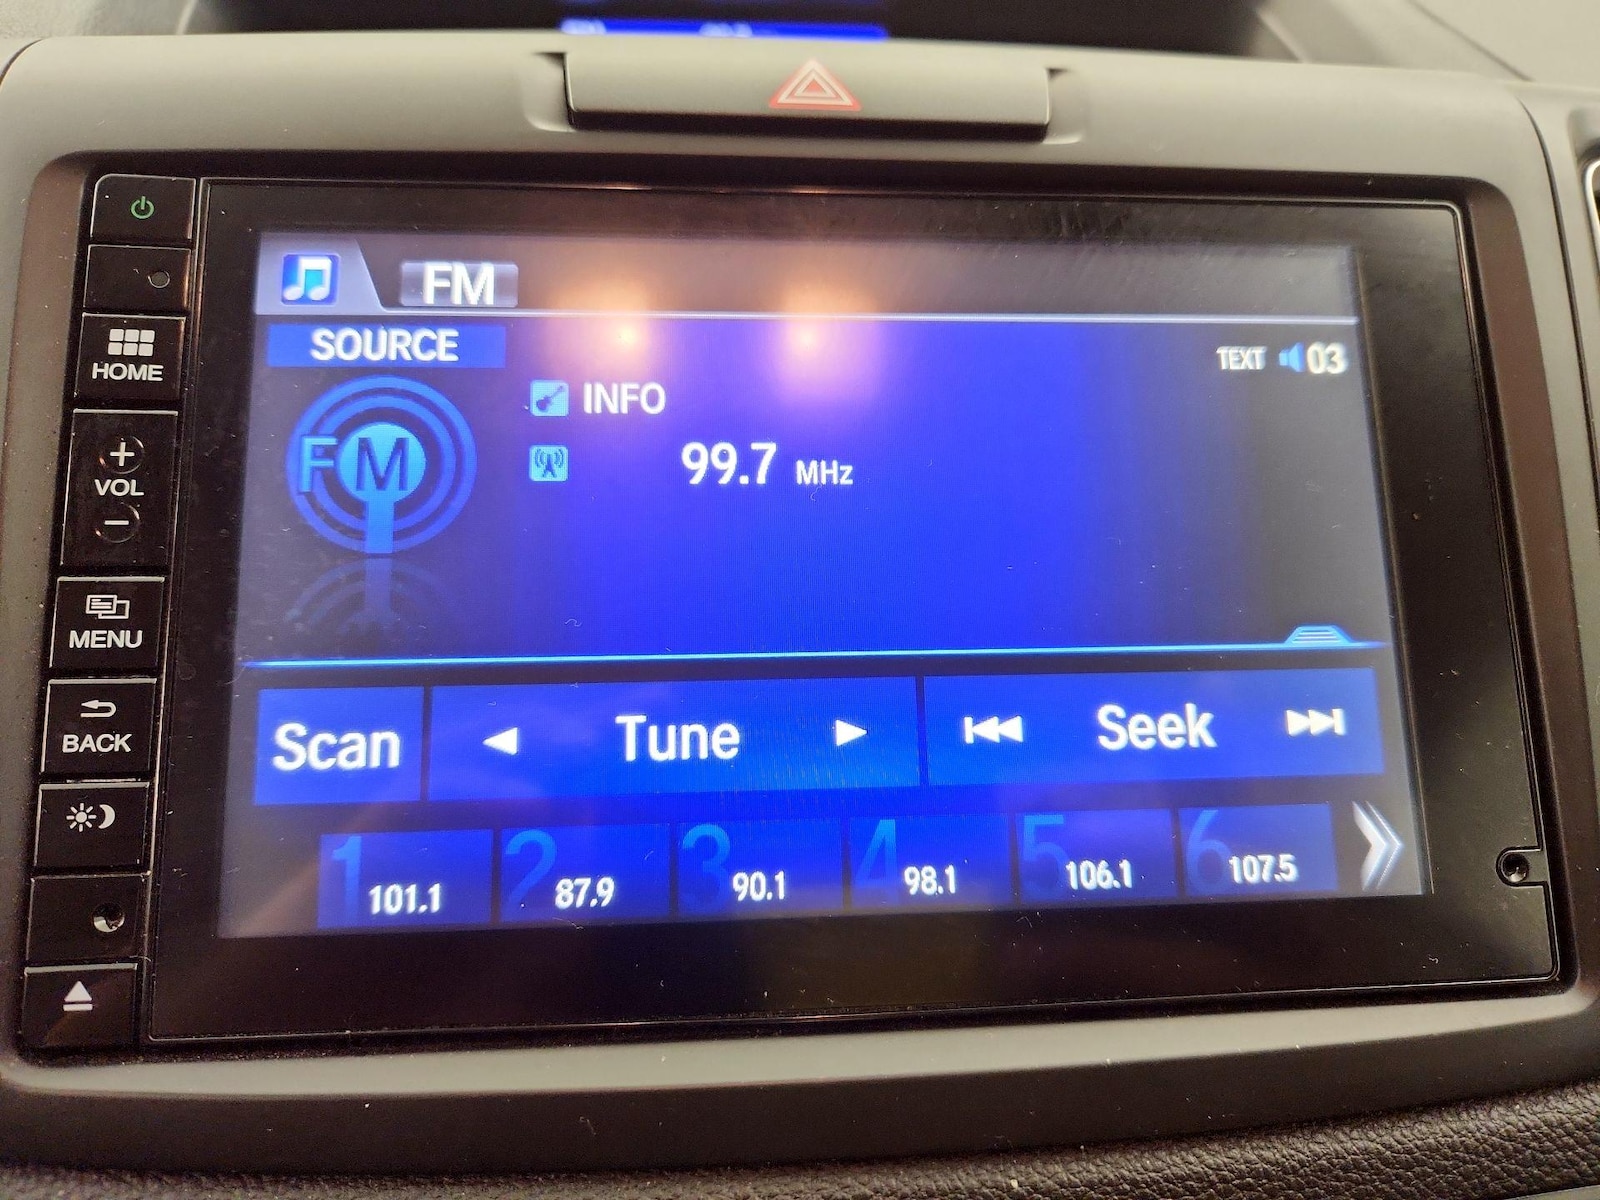 FM
SOURCE
TEXT 03
HOME
INFO
FM
99.7 MHz
+
VOL
-
MENU
Scan
Tune
Seek
BACK
1 101.1
2 87.9
3 90.1
4 98.1
5 106.1
6 107.5